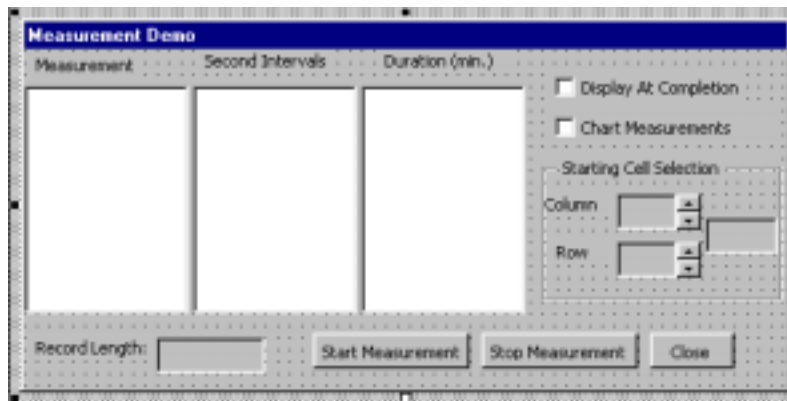 Measurement Demo
Measurement Second Intervals Duration (min.)
Display At Completion
Chart Measurements
Starting Cell Selection
Column
Row
Record Length: Start Measurement Stop Measurement Close